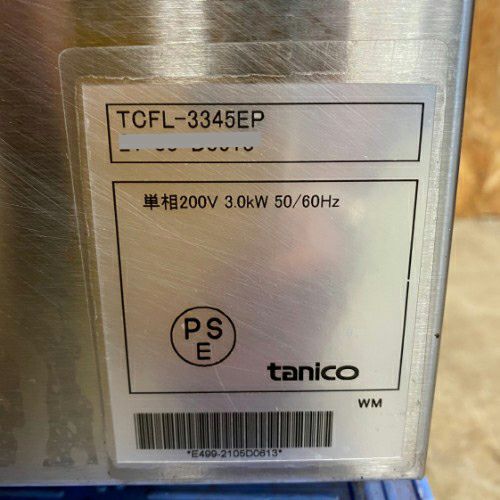 TCFL-3345EP
単相200V 3.0kW 50/60Hz
PS
E
tanico
WM
*E499-2105D0613*